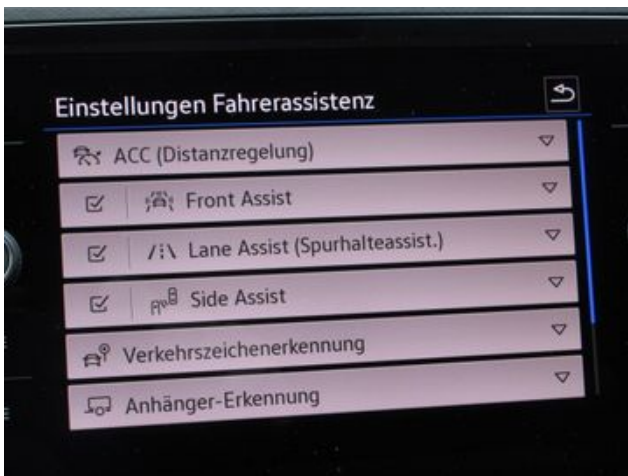 Einstellungen Fahrerassistenz
ACC (Distanzregelung)
Front Assist
Lane Assist (Spurhalteassist.)
Side Assist
Verkehrszeichenerkennung
Anhänger-Erkennung